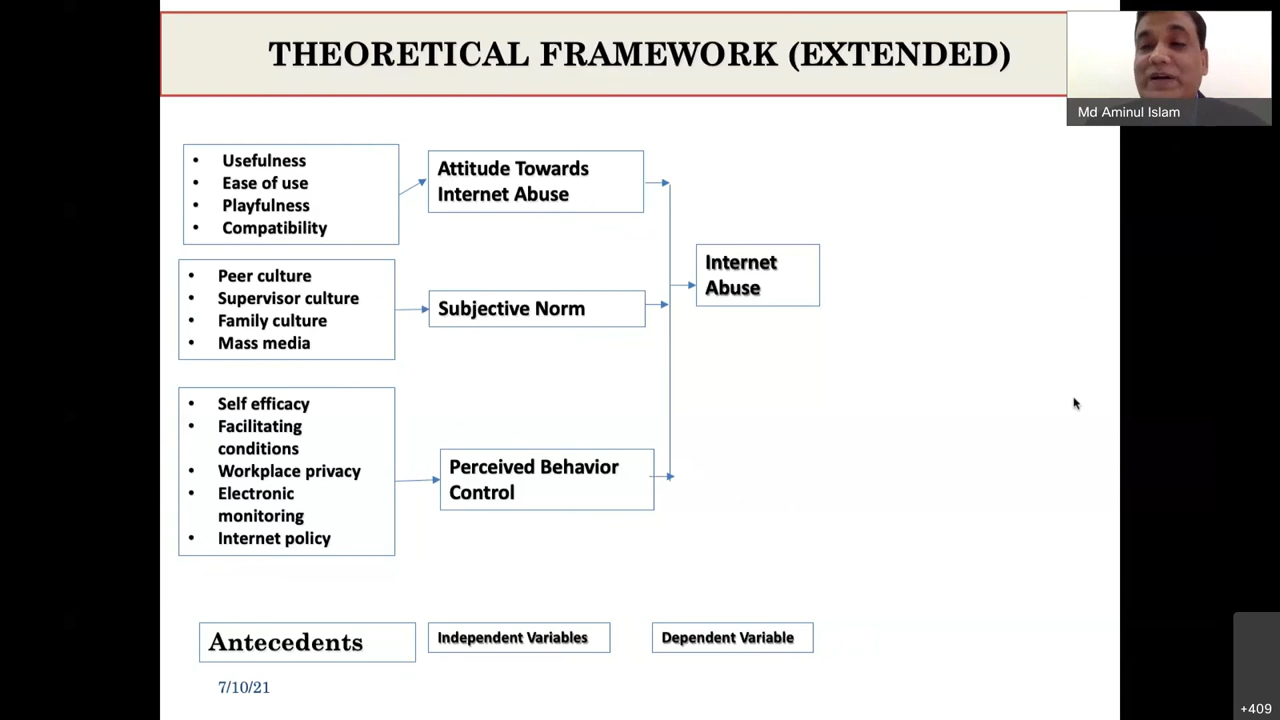 THEORETICAL FRAMEWORK (EXTENDED)
Md Aminul Islam
• Usefulness
• Ease of use
• Playfulness
• Compatibility
Attitude Towards
Internet Abuse
• Peer culture
• Supervisor culture
• Family culture
• Mass media
Subjective Norm
Internet
Abuse
• Self efficacy
• Facilitating
conditions
• Workplace privacy
• Electronic
monitoring
• Internet policy
Perceived Behavior
Control
Antecedents
Independent Variables
Dependent Variable
7/10/21
+409